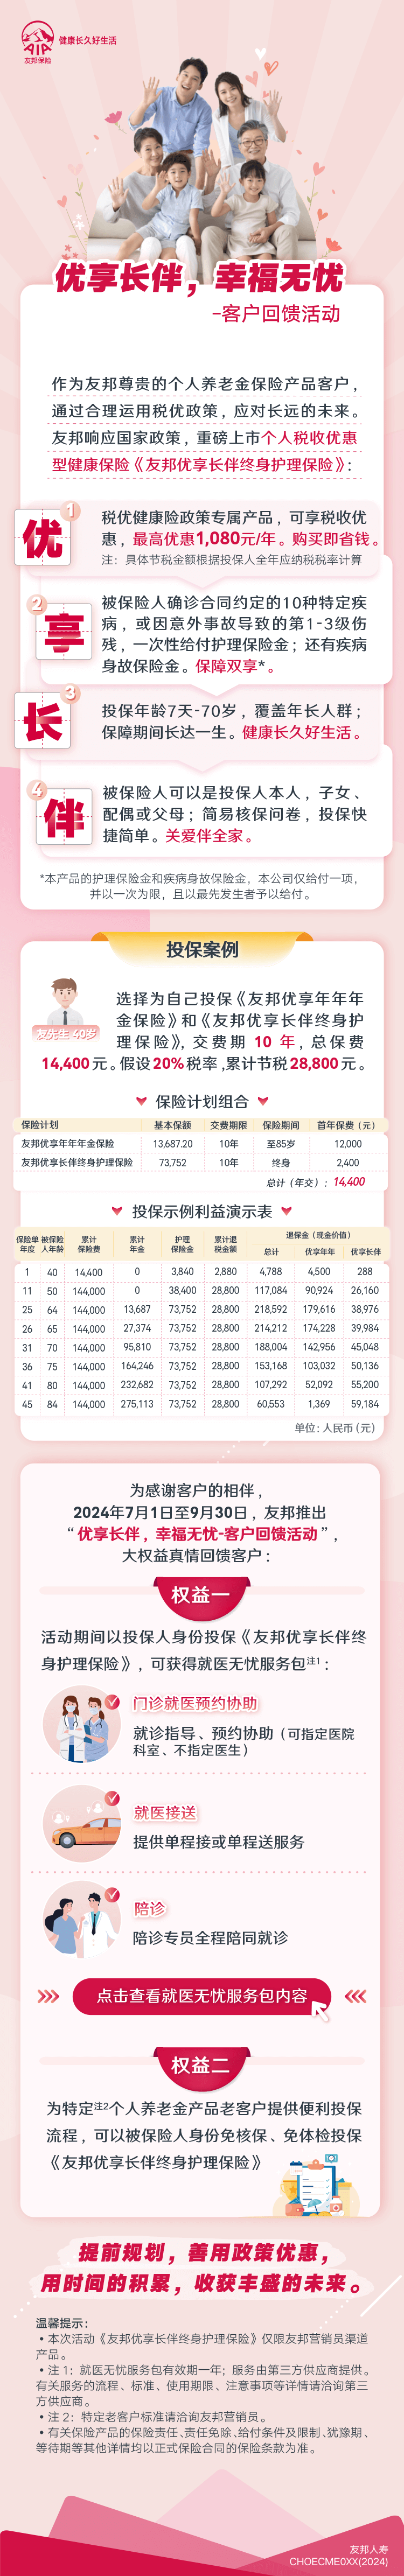 AIA
友邦保险
健康长久好生活
优享长伴，幸福无忧
-客户回馈活动
作为友邦尊贵的个人养老金保险产品客户，
通过合理运用税优政策，应对长远的未来。
友邦响应国家政策，重磅上市个人税收优惠
型健康保险《友邦优享长伴终身护理保险》：
优
1
税优健康险政策专属产品，可享税收优
惠，最高优惠1,080元/年。购买即省钱。
注：具体节税金额根据投保人全年应纳税税率计算
享
2
被保险人确诊合同约定的10种特定疾
病，或因意外事故导致的第1-3级伤
残，一次性给付护理保险金；还有疾病
身故保险金。保障双享*。
长
3
投保年龄7天-70岁，覆盖年长人群；
保障期间长达一生。健康长久好生活。
伴
4
被保险人可以是投保人本人，子女、
配偶或父母；简易核保问卷，投保快
捷简单。关爱伴全家。
*本产品的护理保险金和疾病身故保险金，本公司仅给付一项，
并以一次为限，且以最先发生者予以给付。
投保案例
友先生 40岁
选择为自己投保《友邦优享年年年
金保险》和《友邦优享长伴终身护
理保险》，交费期 10 年，总保费
14,400 元。假设 20% 税率，累计节税 28,800 元。
保险计划组合
保险计划 基本保额 交费期限 保险期间 首年保费（元）
友邦优享年年年金保险 13,687.20 10年 至85岁 12,000
友邦优享长伴终身护理保险 73,752 10年 终身 2,400
总计（年交）：14,400
投保示例利益演示表
保险单年度 被保险人年龄 累计保险费 累计年金 护理保险金 累计退税金额 退保金（现金价值）
总计 优享年年 优享长伴
1 40 14,400 0 3,840 2,880 4,788 4,500 288
11 50 144,000 0 38,400 28,800 117,084 90,924 26,160
25 64 144,000 13,687 73,752 28,800 218,592 179,616 38,976
26 65 144,000 27,374 73,752 28,800 214,212 174,228 39,984
31 70 144,000 95,810 73,752 28,800 188,004 142,956 45,048
36 75 144,000 164,246 73,752 28,800 153,168 103,032 50,136
41 80 144,000 232,682 73,752 28,800 107,292 52,092 55,200
45 84 144,000 275,113 73,752 28,800 60,553 1,369 59,184
单位：人民币（元）
为感谢客户的相伴，
2024年7月1日至9月30日，友邦推出
“优享长伴，幸福无忧-客户回馈活动”，
大权益真情回馈客户：
权益一
活动期间以投保人身份投保《友邦优享长伴终
身护理保险》，可获得就医无忧服务包注1：
门诊就医预约协助
就诊指导、预约协助（可指定医院
科室、不指定医生）
就医接送
提供单程接或单程送服务
陪诊
陪诊专员全程陪同就诊
点击查看就医无忧服务包内容
权益二
为特定注2个人养老金产品老客户提供便利投保
流程，可以被保险人身份免核保、免体检投保
《友邦优享长伴终身护理保险》
提前规划，善用政策优惠，
用时间的积累，收获丰盛的未来。
温馨提示：
•本次活动《友邦优享长伴终身护理保险》仅限友邦营销员渠道
产品。
•注 1：就医无忧服务包有效期一年；服务由第三方供应商提供。
有关服务的流程、标准、使用期限、注意事项等详情请洽询第三
方供应商。
•注 2：特定老客户标准请洽询友邦营销员。
•有关保险产品的保险责任、责任免除、给付条件及限制、犹豫期、
等待期等其他详情均以正式保险合同的保险条款为准。
友邦人寿
CHOECME0XX(2024)